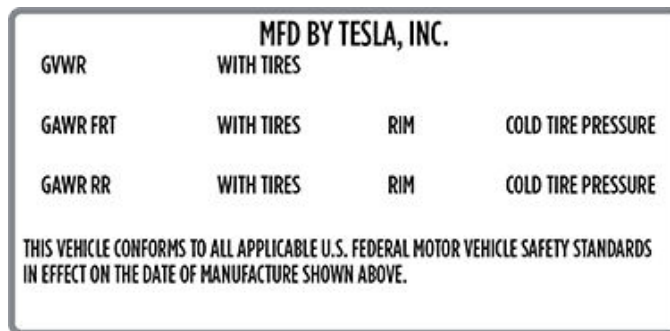 MFD BY TESLA, INC.
GVWR WITH TIRES
GAWR FRT WITH TIRES RIM COLD TIRE PRESSURE
GAWR RR WITH TIRES RIM COLD TIRE PRESSURE
THIS VEHICLE CONFORMS TO ALL APPLICABLE U.S. FEDERAL MOTOR VEHICLE SAFETY STANDARDS
IN EFFECT ON THE DATE OF MANUFACTURE SHOWN ABOVE.